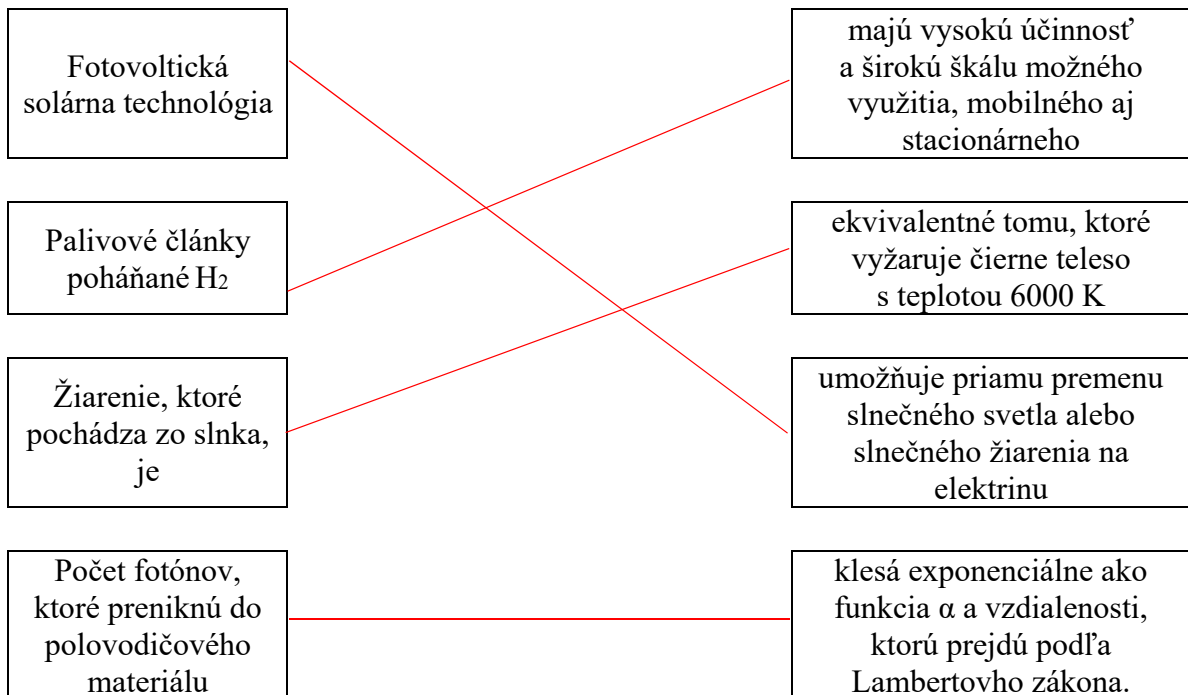 Fotovoltická
solárna technológia
majú vysokú účinnosť
a širokú škálu možného
využitia, mobilného aj
stacionárneho
Palivové články
poháňané H2
ekvivalentné tomu, ktoré
vyžaruje čierne teleso
s teplotou 6000 K
Žiarenie, ktoré
pochádza zo slnka,
je
umožňuje priamu premenu
slnečného svetla alebo
slnečného žiarenia na
elektrinu
Počet fotónov,
ktoré preniknú do
polovodičového
materiálu
klesá exponenciálne ako
funkcia α a vzdialenosti,
ktorú prejdú podľa
Lambertovho zákona.